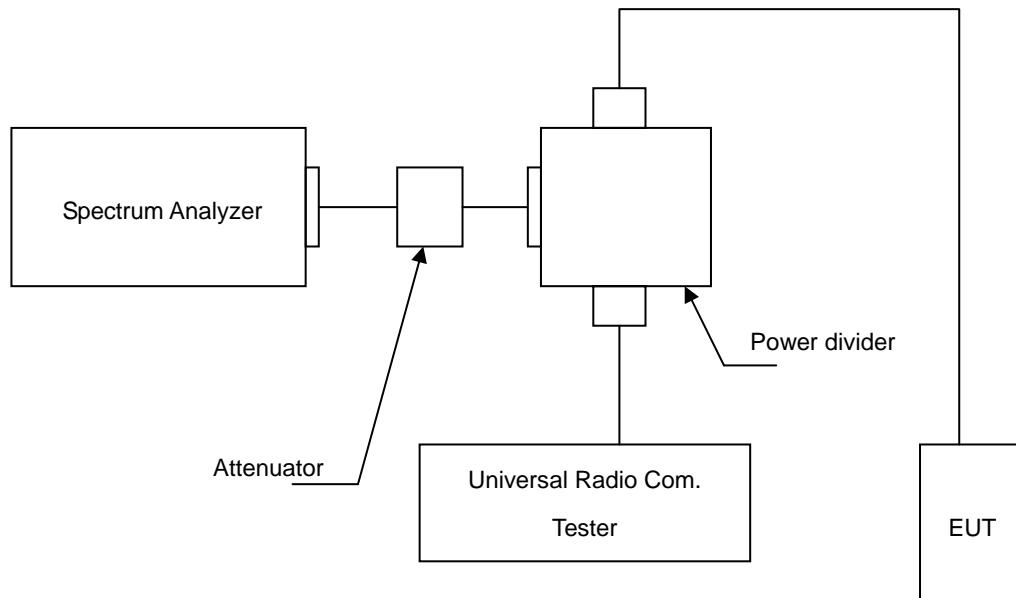 Spectrum Analyzer
Power divider
Attenuator
Universal Radio Com.
Tester
EUT